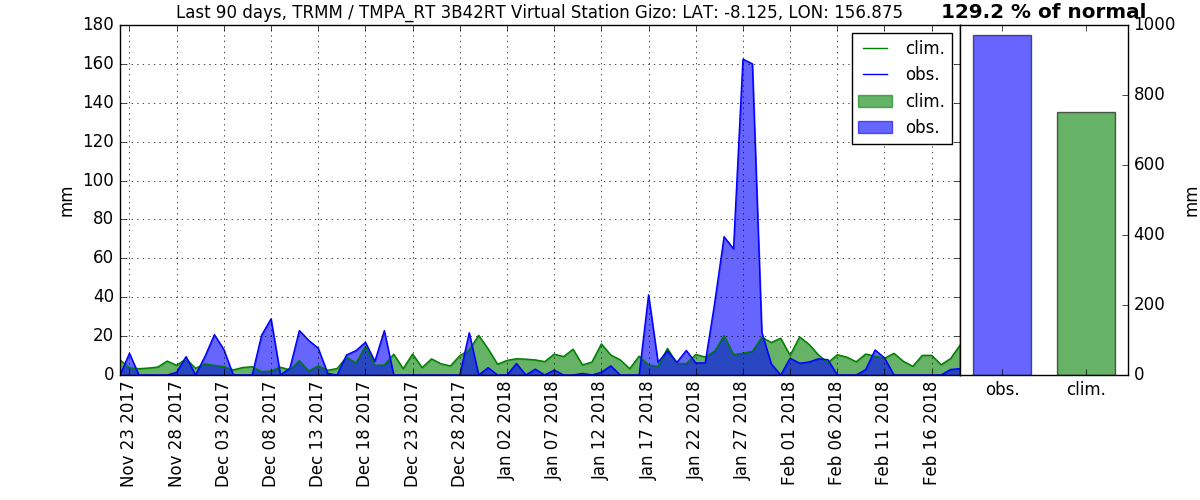 Last 90 days, TRMM / TMPA_RT 3B42RT Virtual Station Gizo: LAT: -8.125, LON: 156.875
129.2 % of normal
180
160
140
120
100
80
60
40
20
0
mm
clim.
obs.
clim.
obs.
Nov 23 2017
Nov 28 2017
Dec 03 2017
Dec 08 2017
Dec 13 2017
Dec 18 2017
Dec 23 2017
Dec 28 2017
Jan 02 2018
Jan 07 2018
Jan 12 2018
Jan 17 2018
Jan 22 2018
Jan 27 2018
Feb 01 2018
Feb 06 2018
Feb 11 2018
Feb 16 2018
1000
800
600
400
200
0
mm
obs.
clim.